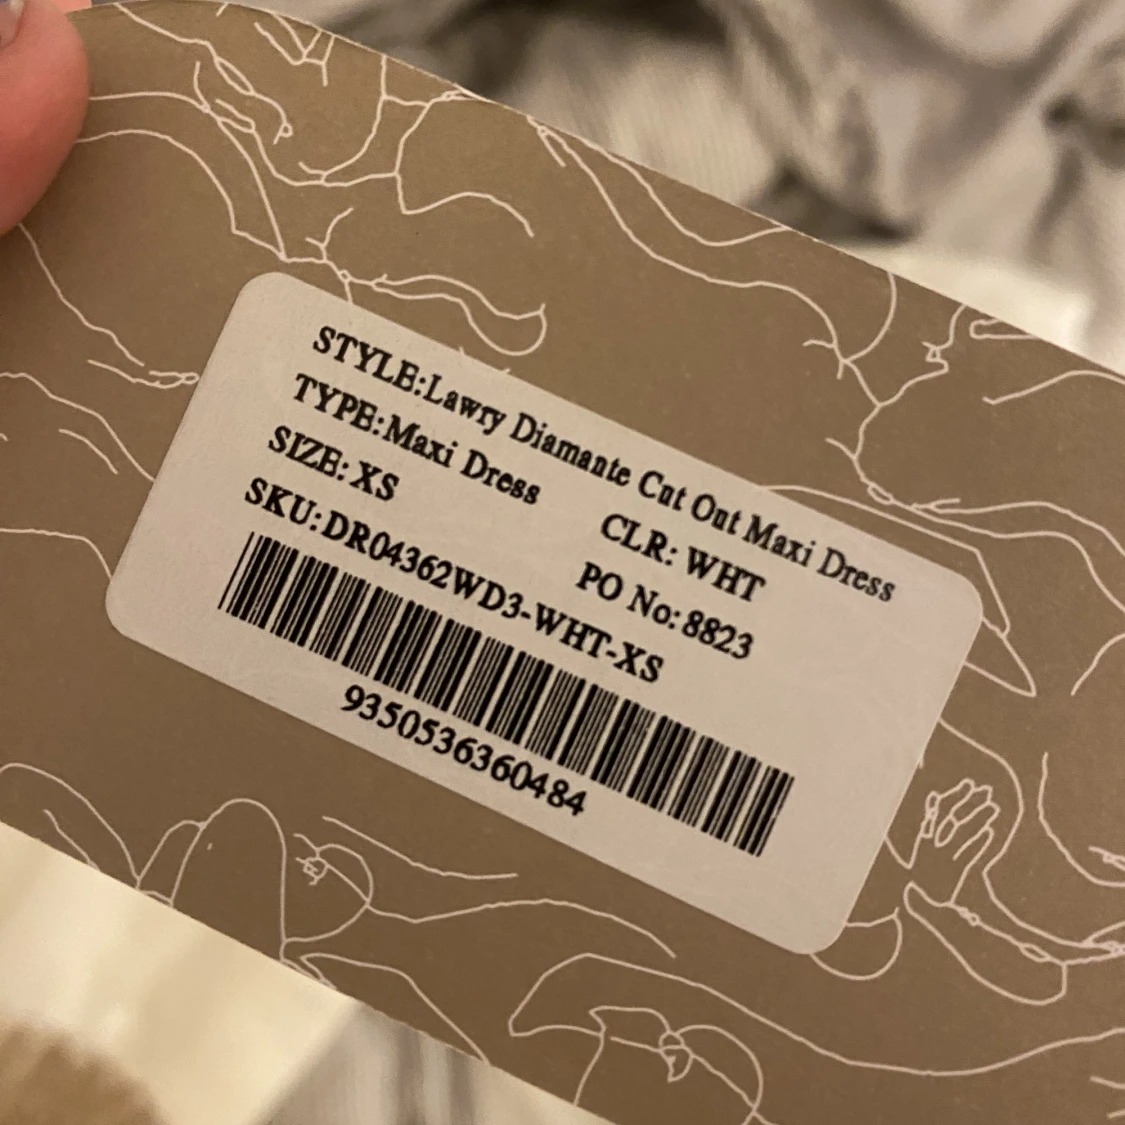 STYLE:Lawry Diamante Cut Out Maxi Dress
TYPE:Maxi Dress CLR: WHT
SIZE: XS PO No: 8823
SKU:DR04362WD3-WHT-XS
9350536360484